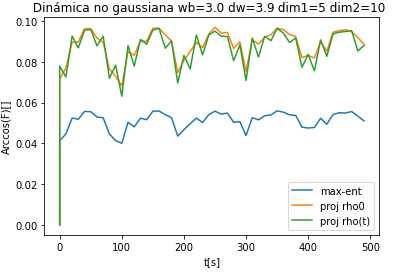 Dinámica no gaussiana wb=3.0 dw=3.9 dim1=5 dim2=10
0.10
0.08
0.06
0.04
0.02
0.00
Arccos(F)[]
max-ent
proj rho0
proj rho(t)
0
100
200
300
400
500
t[s]